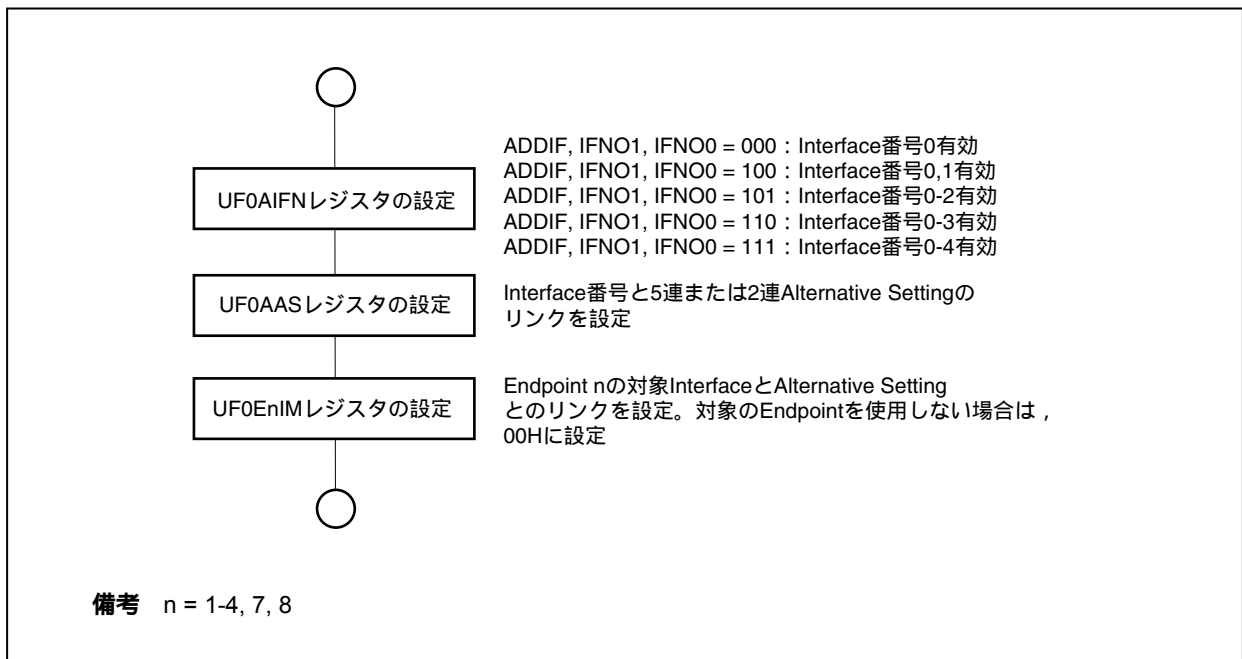 ADDIF, IFNO1, IFNO0 = 000：Interface番号0有効
ADDIF, IFNO1, IFNO0 = 100：Interface番号0,1有効
UF0AIFNレジスタの設定
ADDIF, IFNO1, IFNO0 = 101：Interface番号0-2有効
ADDIF, IFNO1, IFNO0 = 110：Interface番号0-3有効
ADDIF, IFNO1, IFNO0 = 111：Interface番号0-4有効
UF0AASレジスタの設定
Interface番号と5連または2連Alternative Settingの
リンクを設定
UF0EnIMレジスタの設定
Endpoint nの対象InterfaceとAlternative Setting
とのリンクを設定。対象のEndpointを使用しない場合は，
00Hに設定
備考 n = 1-4, 7, 8